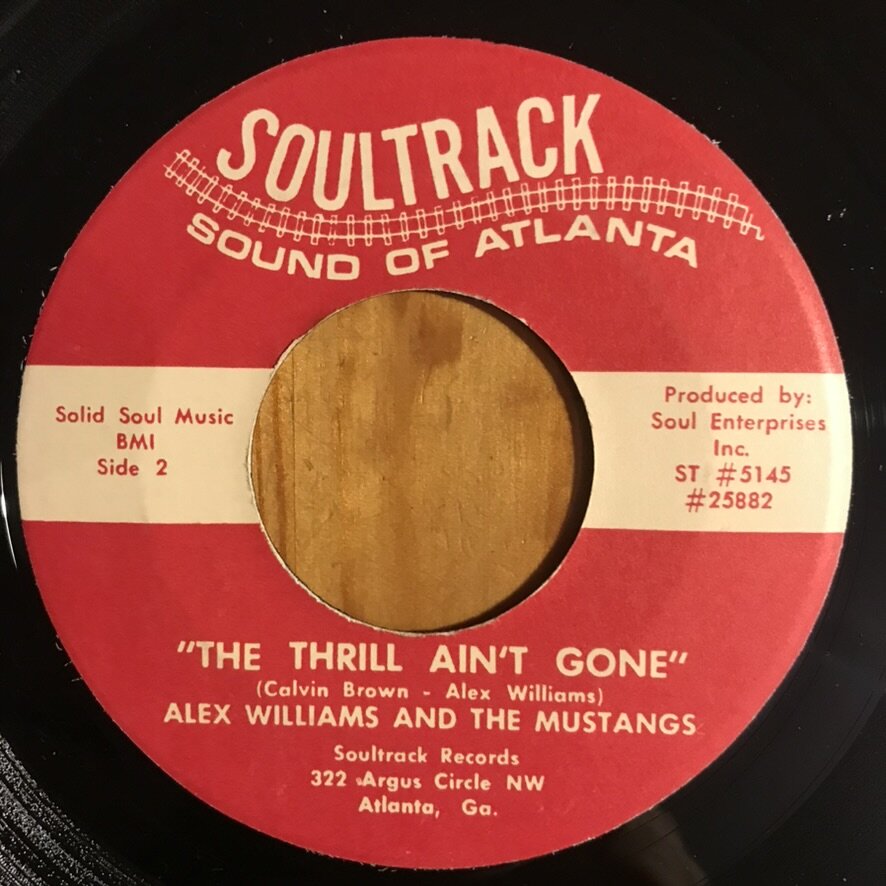 SOULTRACK
SOUND OF ATLANTA
Solid Soul Music
BMI
Side 2
Produced by:
Soul Enterprises
Inc.
ST #5145
#25882
"THE THRILL AIN'T GONE"
(Calvin Brown - Alex Williams)
ALEX WILLIAMS AND THE MUSTANGS
Soultrack Records
322 Argus Circle NW
Atlanta, Ga.